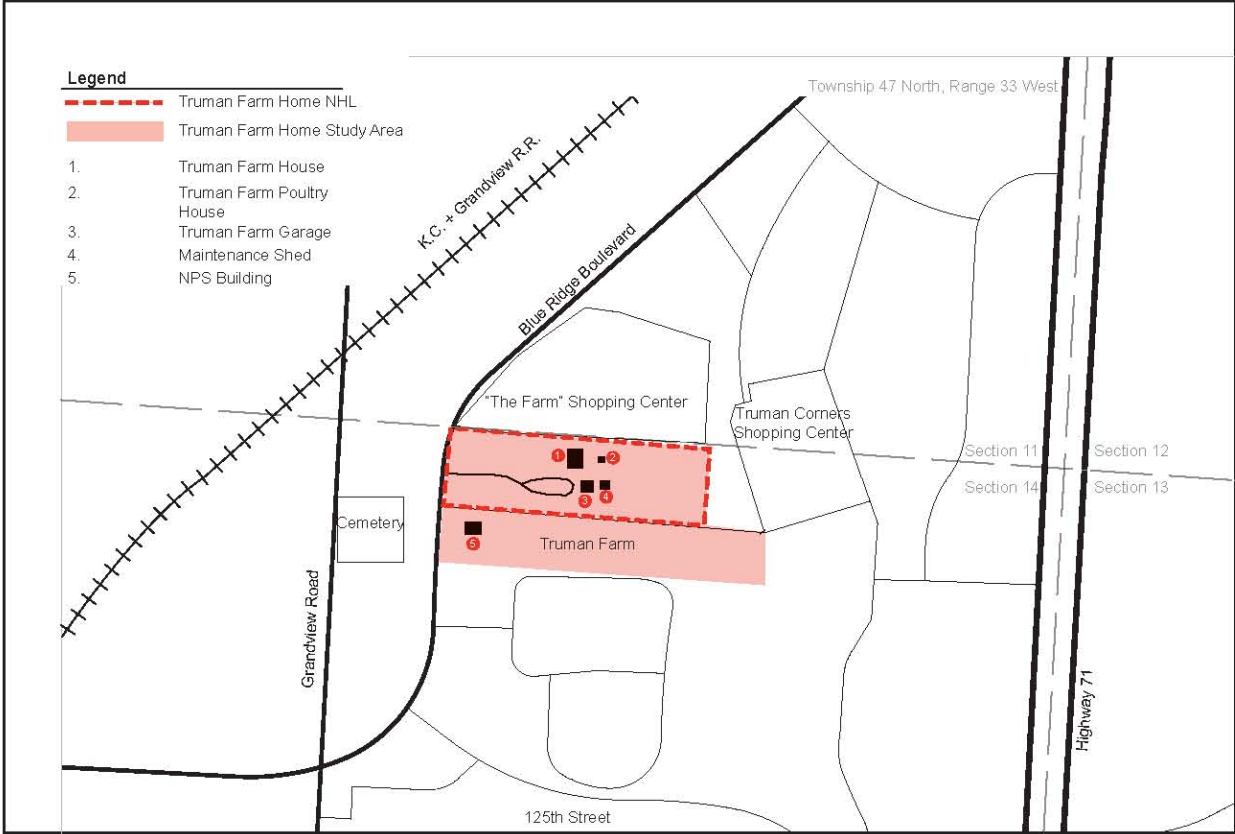 Legend
Truman Farm Home NHL
Truman Farm Home Study Area
1. Truman Farm House
2. Truman Farm Poultry
House
3. Truman Farm Garage
4. Maintenance Shed
5. NPS Building
Township 47 North, Range 33 West
K.C. + Grandview R.R.
Blue Ridge Boulevard
"The Farm" Shopping Center
Truman Corners
Shopping Center
Section 11
Section 12
Section 14
Section 13
1
2
3
4
Cemetery
5
Truman Farm
Grandview Road
Highway 71
125th Street